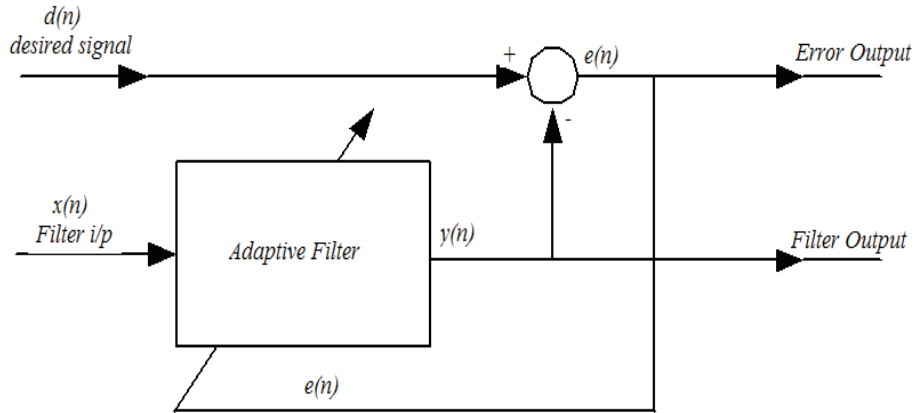 d(n)
desired signal
+
e(n)
Error Output
-
x(n)
Filter i/p
Adaptive Filter
y(n)
Filter Output
e(n)